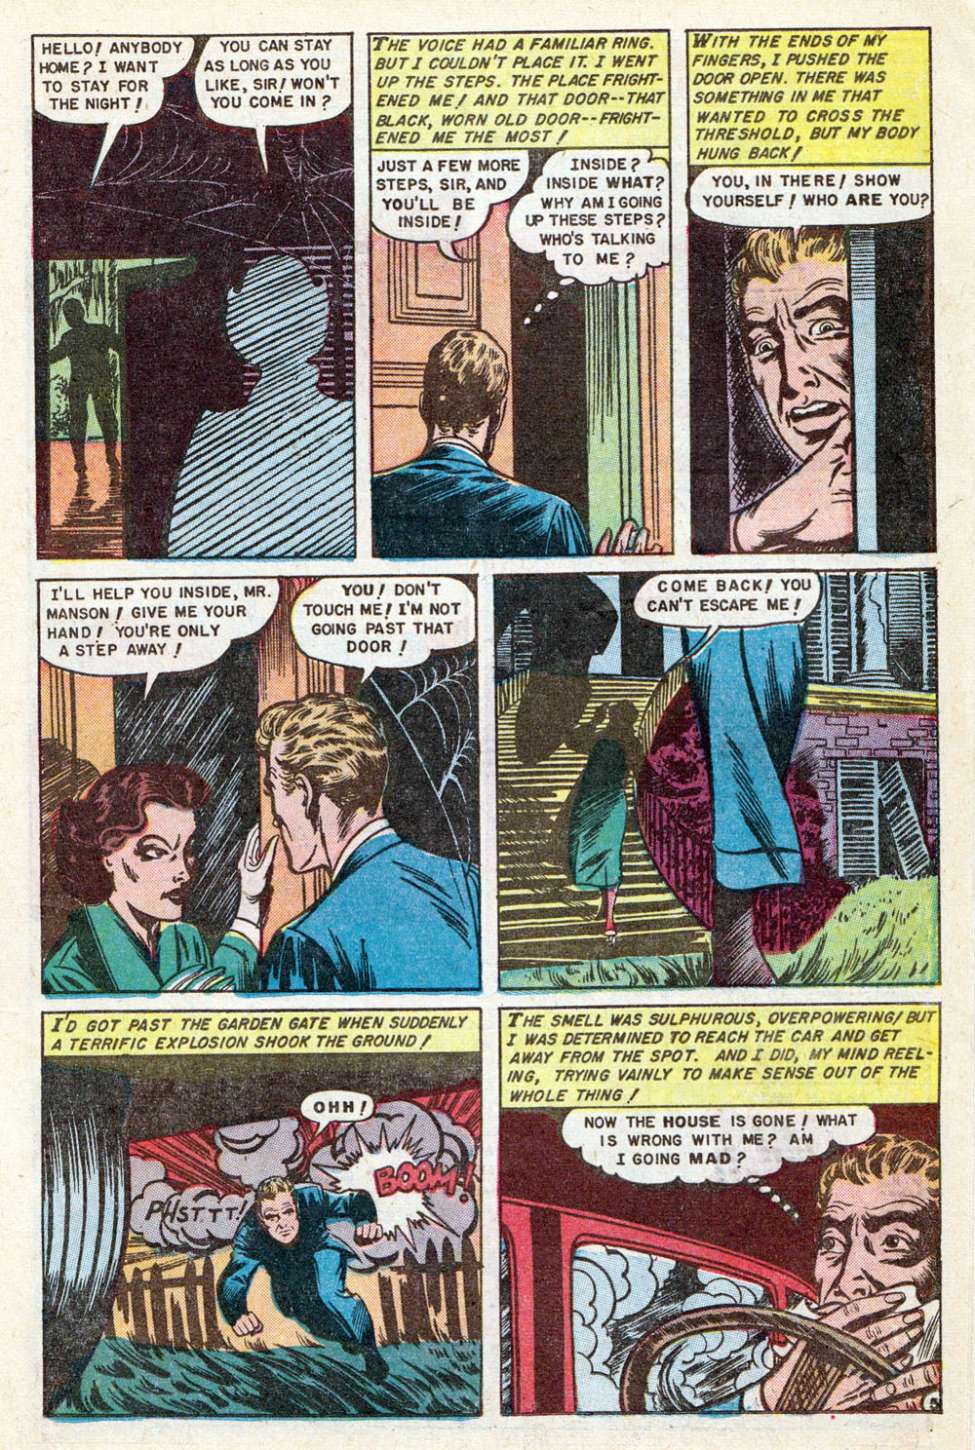 HELLO! ANYBODY
HOME? I WANT
TO STAY FOR
THE NIGHT!
YOU CAN STAY
AS LONG AS YOU
LIKE, SIR! WON'T
YOU COME IN?
THE VOICE HAD A FAMILIAR RING.
BUT I COULDN'T PLACE IT. I WENT
UP THE STEPS. THE PLACE FRIGHT-
ENED ME! AND THAT DOOR--THAT
BLACK, WORN OLD DOOR--FRIGHT-
ENED ME THE MOST!
JUST A FEW MORE
STEPS, SIR, AND
YOU'LL BE
INSIDE!
INSIDE?
INSIDE WHAT?
WHY AM I GOING
UP THESE STEPS?
WHO'S TALKING
TO ME?
WITH THE ENDS OF MY
FINGERS, I PUSHED THE
DOOR OPEN. THERE WAS
SOMETHING IN ME THAT
WANTED TO CROSS THE
THRESHOLD, BUT MY BODY
HUNG BACK!
YOU, IN THERE! SHOW
YOURSELF! WHO ARE YOU?
I'LL HELP YOU INSIDE, MR.
MANSON! GIVE ME YOUR
HAND! YOU'RE ONLY
A STEP AWAY!
YOU! DON'T
TOUCH ME! I'M NOT
GOING PAST THAT
DOOR!
COME BACK! YOU
CAN'T ESCAPE ME!
I'D GOT PAST THE GARDEN GATE WHEN SUDDENLY
A TERRIFIC EXPLOSION SHOOK THE GROUND!
OHH!
BOOM!
PHSTTT!
THE SMELL WAS SULPHUROUS, OVERPOWERING! BUT
I WAS DETERMINED TO REACH THE CAR AND GET
AWAY FROM THE SPOT. AND I DID, MY MIND REEL-
ING, TRYING VAINLY TO MAKE SENSE OUT OF THE
WHOLE THING!
NOW THE HOUSE IS GONE! WHAT
IS WRONG WITH ME? AM
I GOING MAD?